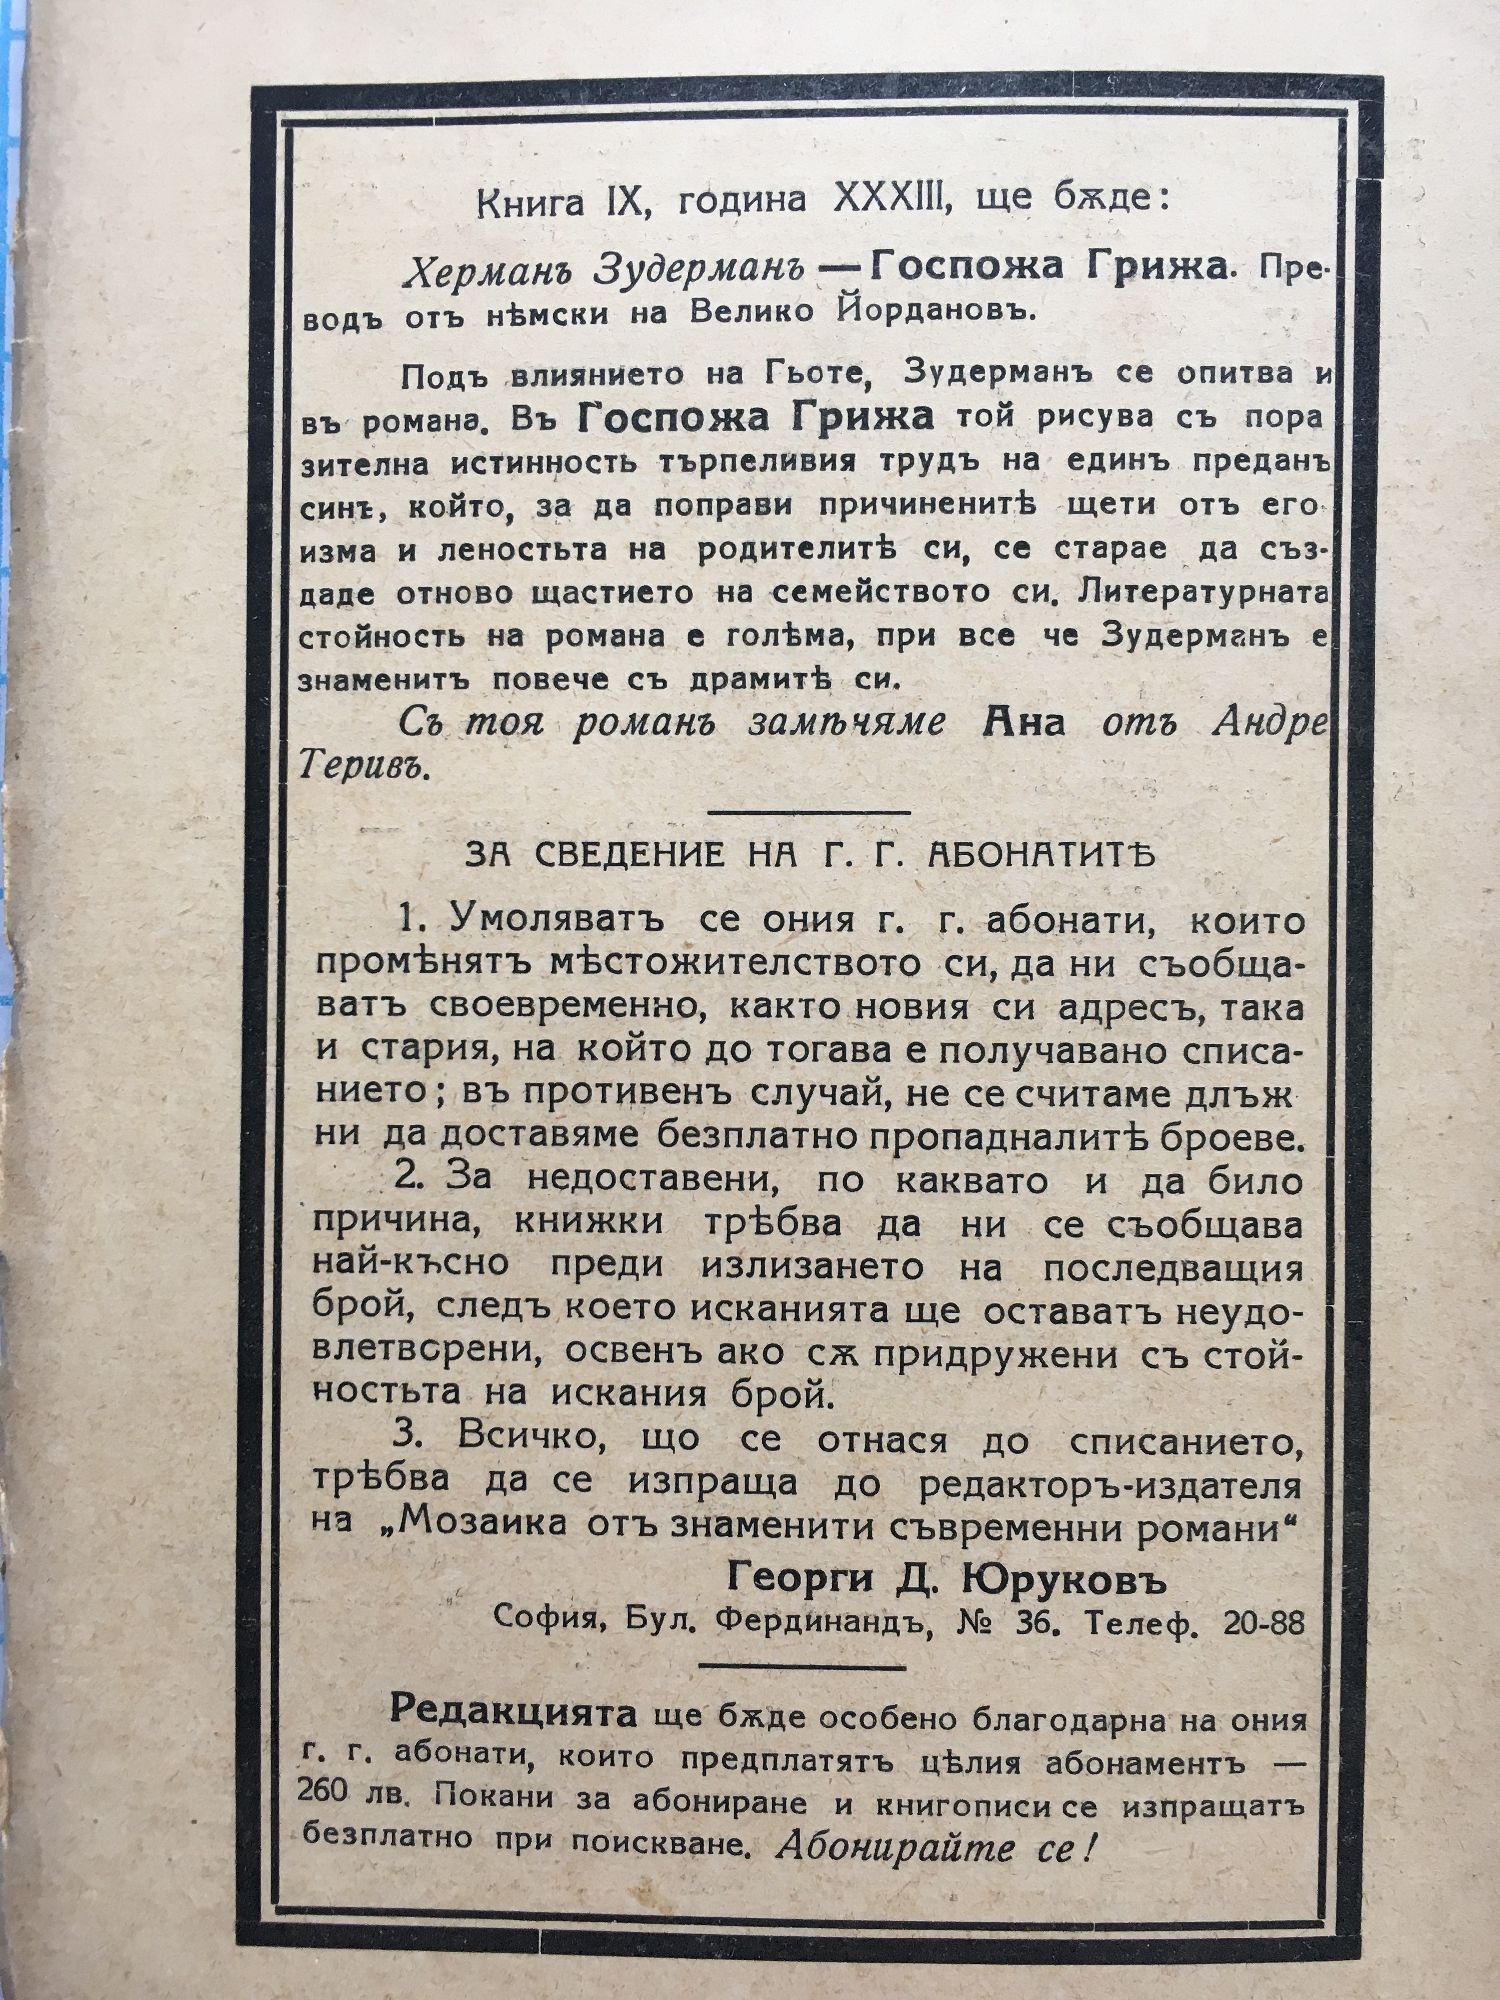 Книга IX, година XXXIII, ще бѫде:
Херманъ Зудерманъ — Госпожа Грижа. Пре-
водъ отъ нѣмски на Велико Йордановъ.
Подъ влиянието на Гьоте, Зудерманъ се опитва и
въ романа. Въ Госпожа Грижа той рисува съ пора
зителна истинность търпеливия трудъ на единъ преданъ
синъ, който, за да поправи причиненитѣ щети отъ его
изма и леностьта на родителитѣ си, се старае да съз-
даде отново щастието на семейството си. Литературната
стойность на романа е голѣма, при все че Зудерманъ е
знаменитъ повече съ драмитѣ си.
Съ тоя романъ замѣчяме Ана отъ Андре
Теривъ.
ЗА СВЕДЕНИЕ НА Г. Г. АБОНАТИТѢ
1. Умоляватъ се ония г. г. абонати, които
промѣнятъ мѣстожителството си, да ни съобща-
ватъ своевременно, както новия си адресъ, така
и стария, на който до тогава е получавано списа-
нието; въ противенъ случай, не се считаме длъж
ни да доставяме безплатно пропадналитѣ броеве.
2. За недоставени, по каквато и да било
причина, книжки трѣбва да ни се съобщава
най-късно преди излизането на последващия
брой, следъ което исканията ще оставатъ неудо-
влетворени, освенъ ако сѫ придружени съ стой-
ностьта на искания брой.
3. Всичко, що се отнася до списанието,
трѣбва да се изпраща до редакторъ-издателя
на „Мозаика отъ знаменити съвременни романи“
Георги Д. Юруковъ
София, Бул. Фердинандъ, № 36. Телеф. 20-88
Редакцията ще бѫде особено благодарна на ония
г. г. абонати, които предплатятъ цѣлия абонаментъ —
260 лв. Покани за абониране и книгописи се изпращатъ
безплатно при поискване. Абонирайте се!